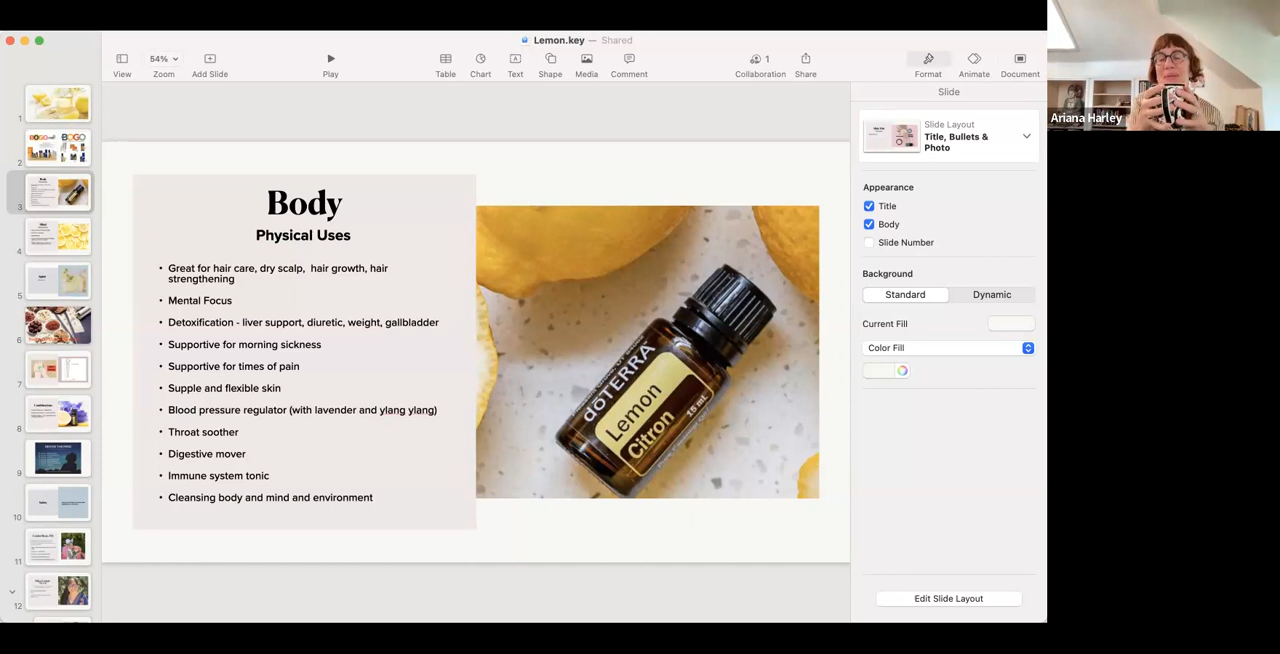 Lemon.key — Shared
View
54%
Zoom
Add Slide
Play
Table
Chart
Text
Shape
Media
Comment
1
Collaboration
Share
Format
Animate
Document
1
2
3
4
5
6
7
8
9
10
11
12
BOGO
BOGO
Body
Physical Uses
• Great for hair care, dry scalp, hair growth, hair
strengthening
• Mental Focus
• Detoxification - liver support, diuretic, weight, gallbladder
• Supportive for morning sickness
• Supportive for times of pain
• Supple and flexible skin
• Blood pressure regulator (with lavender and ylang ylang)
• Throat soother
• Digestive mover
• Immune system tonic
• Cleansing body and mind and environment
dōTERRA
Lemon
Citron
15 mL
Slide
Slide Layout
Title, Bullets &
Photo
Appearance
Title
Body
Slide Number
Background
Standard
Dynamic
Current Fill
Color Fill
Edit Slide Layout
Ariana Harley